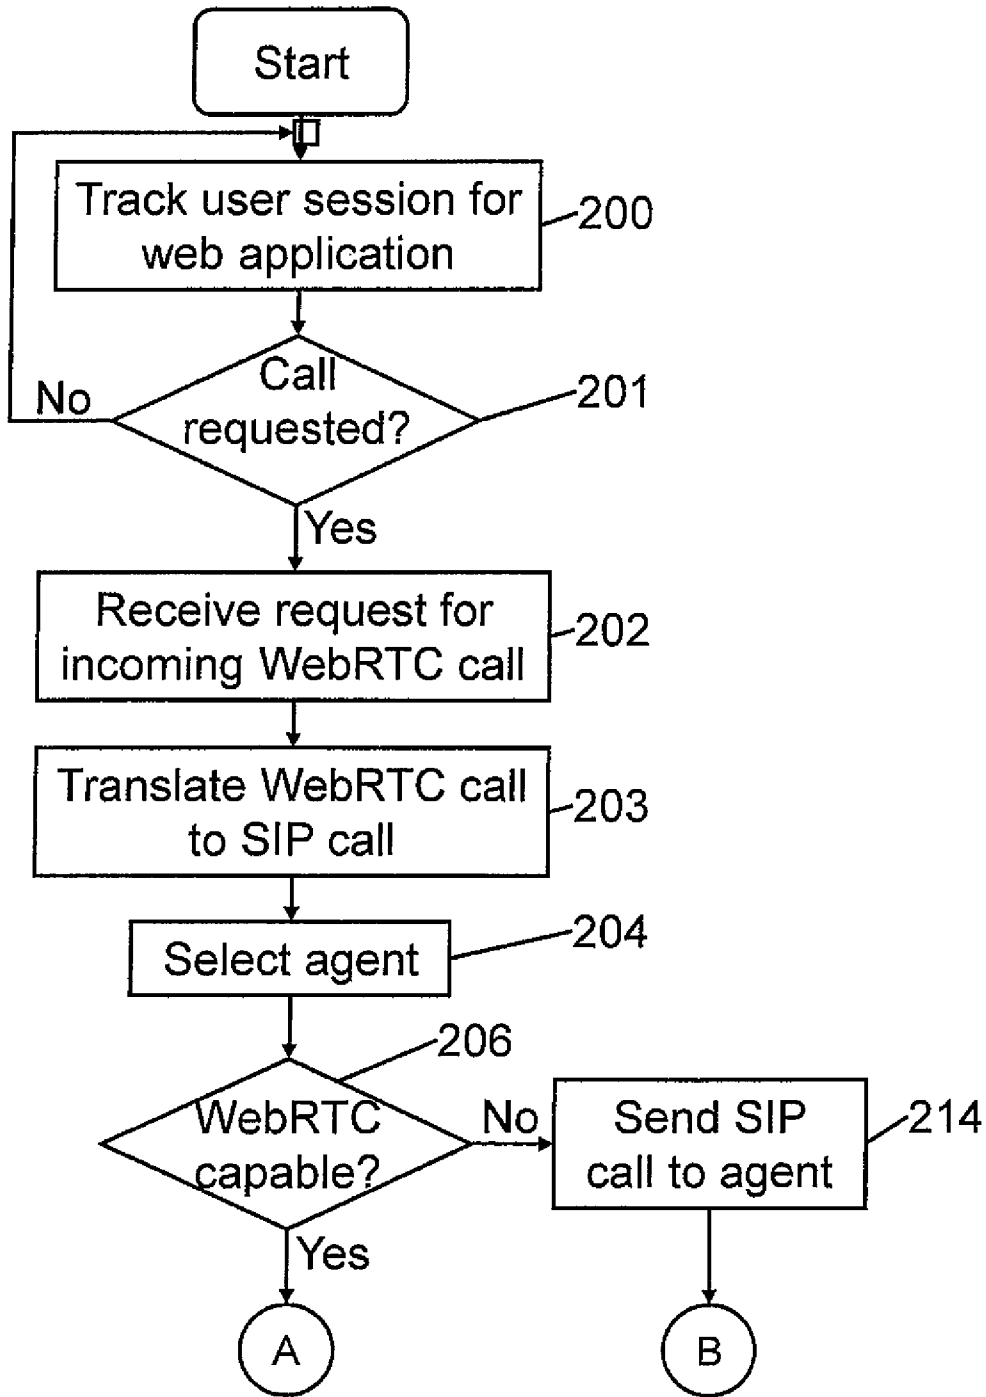 Start
Track user session for
web application
200
Call
requested?
201
No
Yes
Receive request for
incoming WebRTC call
202
Translate WebRTC call
to SIP call
203
Select agent
204
206
WebRTC
capable?
No
Send SIP
call to agent
214
Yes
A
B